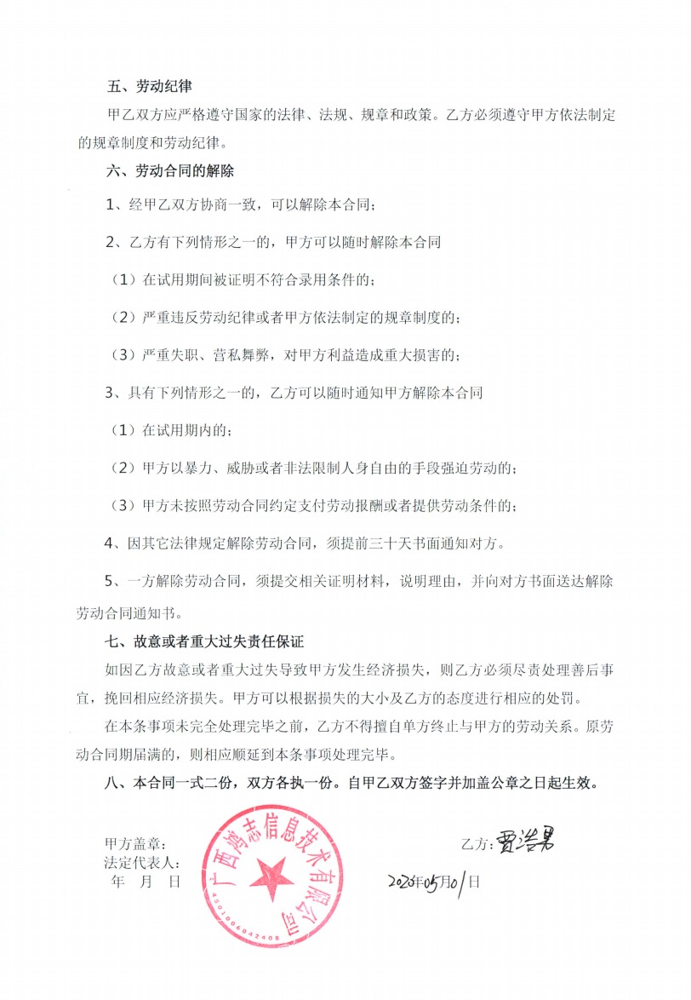 五、劳动纪律
甲乙双方应严格遵守国家的法律、法规、规章和政策。乙方必须遵守甲方依法制定
的规章制度和劳动纪律。
六、劳动合同的解除
1、经甲乙双方协商一致，可以解除本合同；
2、乙方有下列情形之一的，甲方可以随时解除本合同
（1）在试用期间被证明不符合录用条件的；
（2）严重违反劳动纪律或者甲方依法制定的规章制度的；
（3）严重失职、营私舞弊，对甲方利益造成重大损害的；
3、具有下列情形之一的，乙方可以随时通知甲方解除本合同
（1）在试用期内的；
（2）甲方以暴力、威胁或者非法限制人身自由的手段强迫劳动的；
（3）甲方未按照劳动合同约定支付劳动报酬或者提供劳动条件的；
4、因其它法律规定解除劳动合同，须提前三十天书面通知对方。
5、一方解除劳动合同，须提交相关证明材料，说明理由，并向对方书面送达解除
劳动合同通知书。
七、故意或者重大过失责任保证
如因乙方故意或者重大过失导致甲方发生经济损失，则乙方必须尽责处理善后事
宜，挽回相应经济损失。甲方可以根据损失的大小及乙方的态度进行相应的处罚。
在本条事项未完全处理完毕之前，乙方不得擅自单方终止与甲方的劳动关系。原劳
动合同期届满的，则相应顺延到本条事项处理完毕。
八、本合同一式二份，双方各执一份。自甲乙双方签字并加盖公章之日起生效。
甲方盖章：
法定代表人：
年 月 日
广西鸿志信息技术有限公司
4501006042408
乙方：贾浩男
2020年05月01日